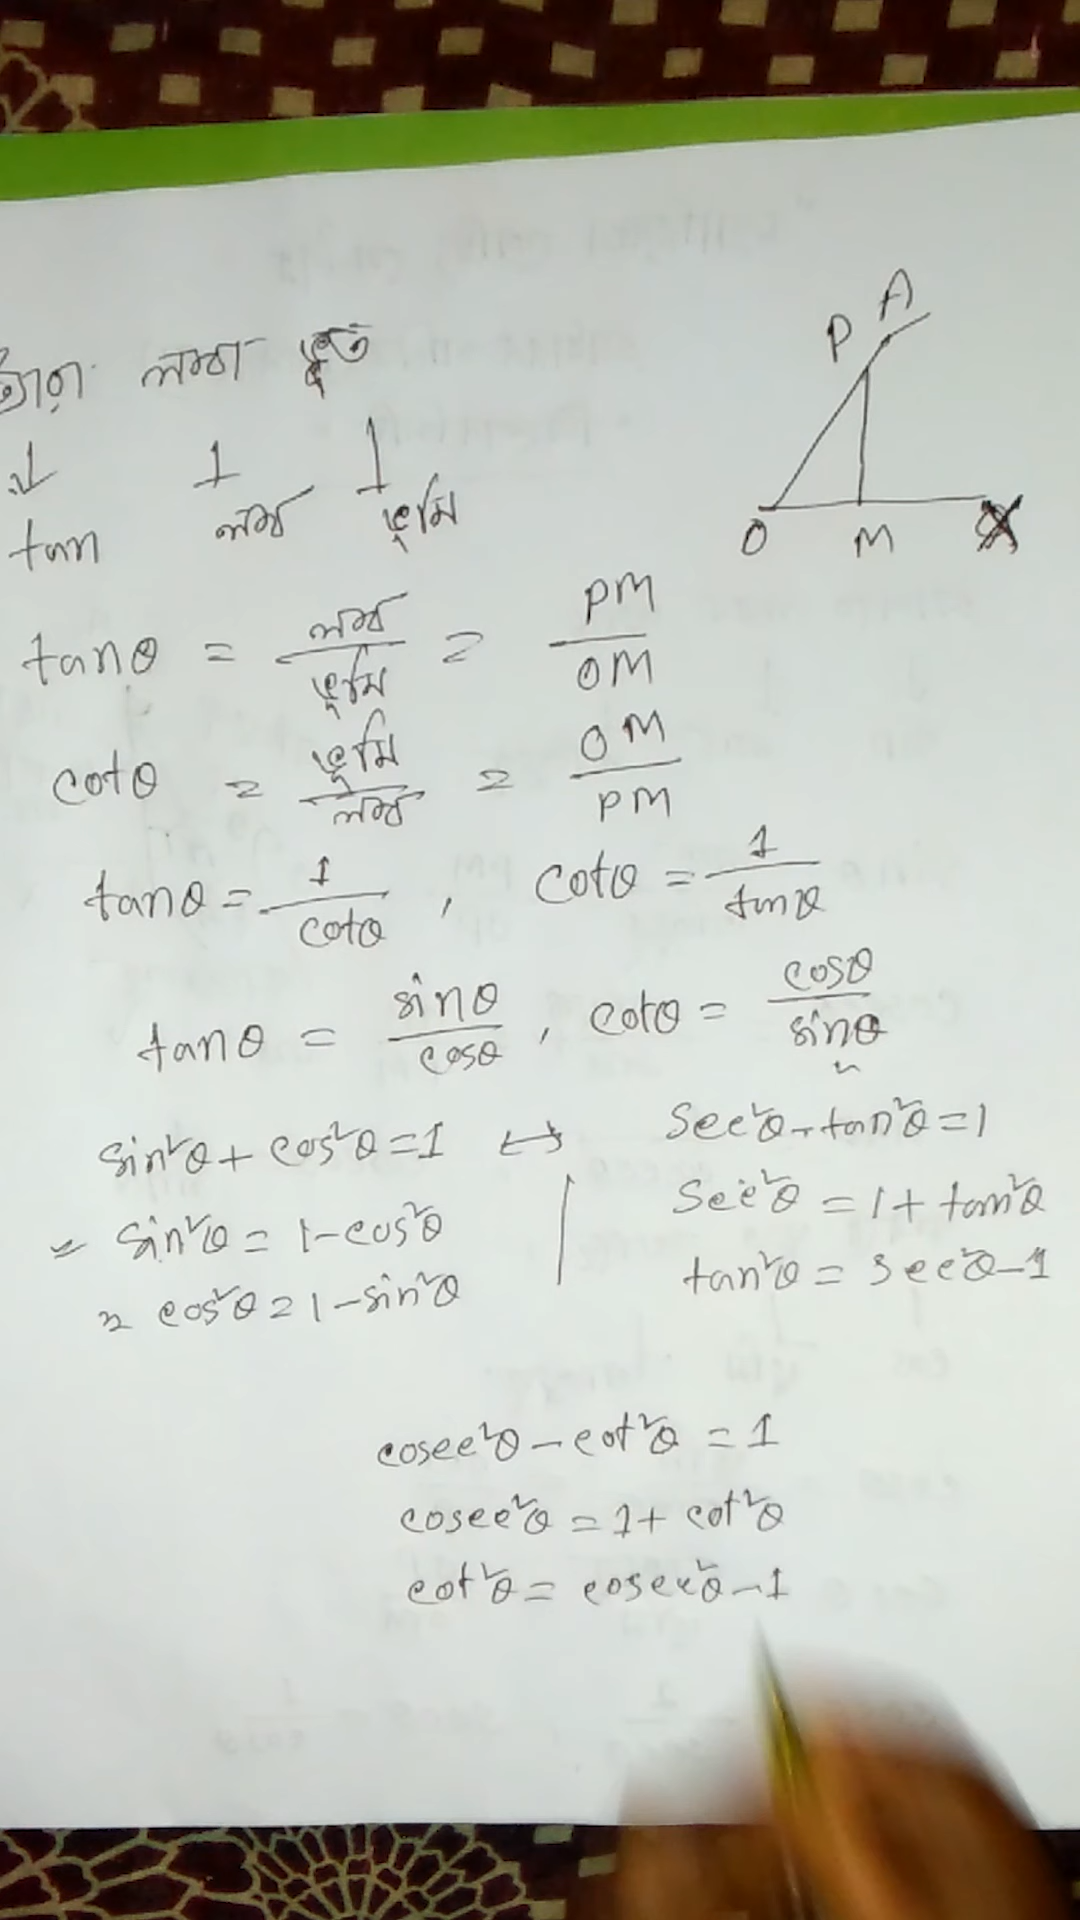 ট্যারা লম্বা ভূত
tan লম্ব ভূমি
A
P
O M X
tanθ = লম্ব/ভূমি = PM/OM
cotθ = ভূমি/লম্ব = OM/PM
tanθ = 1/cotθ , cotθ = 1/tanθ
tanθ = sinθ/cosθ , cotθ = cosθ/sinθ
sin²θ + cos²θ = 1 ↔ sec²θ - tan²θ = 1
= sin²θ = 1 - cos²θ | sec²θ = 1 + tan²θ
= cos²θ = 1 - sin²θ tan²θ = sec²θ - 1
cosec²θ - cot²θ = 1
cosec²θ = 1 + cot²θ
cot²θ = cosec²θ - 1